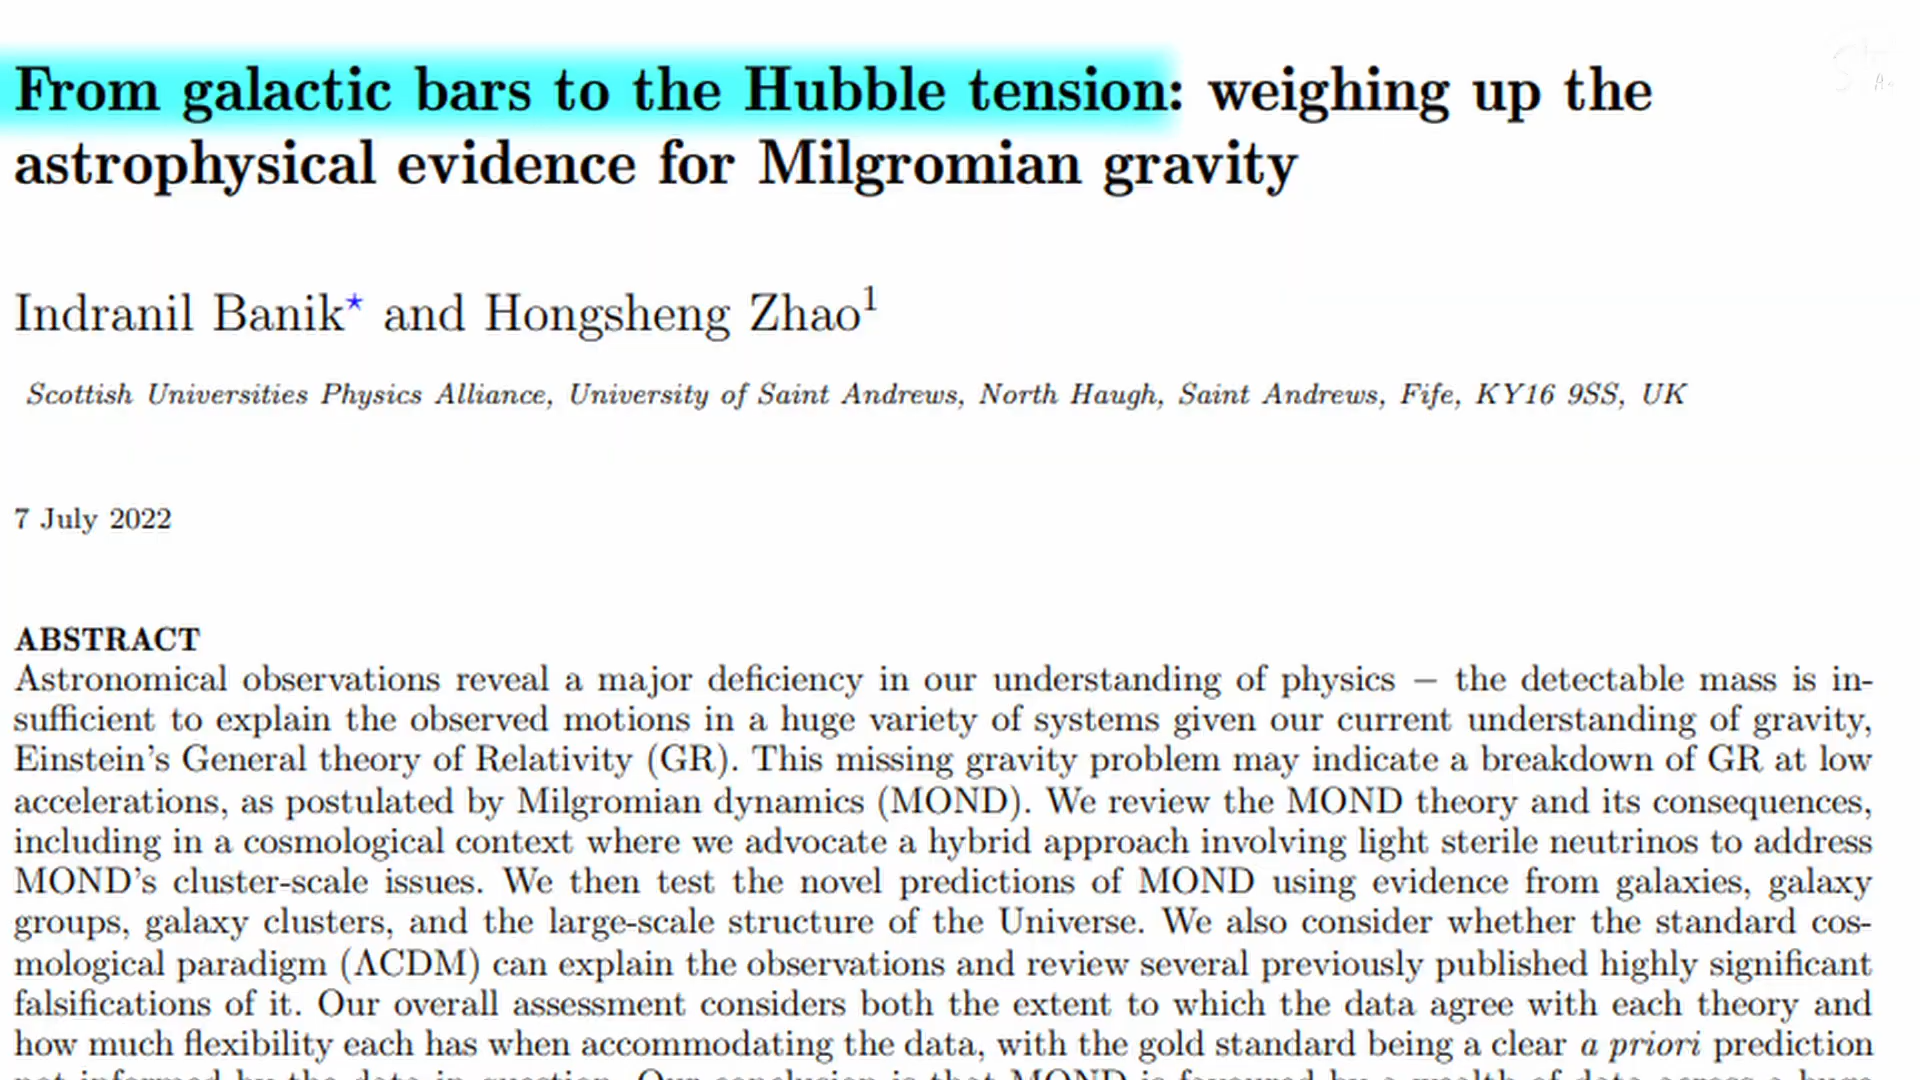 From galactic bars to the Hubble tension: weighing up the
astrophysical evidence for Milgromian gravity
Indranil Banik⋆ and Hongsheng Zhao¹
Scottish Universities Physics Alliance, University of Saint Andrews, North Haugh, Saint Andrews, Fife, KY16 9SS, UK
7 July 2022
ABSTRACT
Astronomical observations reveal a major deficiency in our understanding of physics – the detectable mass is in-
sufficient to explain the observed motions in a huge variety of systems given our current understanding of gravity,
Einstein's General theory of Relativity (GR). This missing gravity problem may indicate a breakdown of GR at low
accelerations, as postulated by Milgromian dynamics (MOND). We review the MOND theory and its consequences,
including in a cosmological context where we advocate a hybrid approach involving light sterile neutrinos to address
MOND's cluster-scale issues. We then test the novel predictions of MOND using evidence from galaxies, galaxy
groups, galaxy clusters, and the large-scale structure of the Universe. We also consider whether the standard cos-
mological paradigm (ΛCDM) can explain the observations and review several previously published highly significant
falsifications of it. Our overall assessment considers both the extent to which the data agree with each theory and
how much flexibility each has when accommodating the data, with the gold standard being a clear a priori prediction